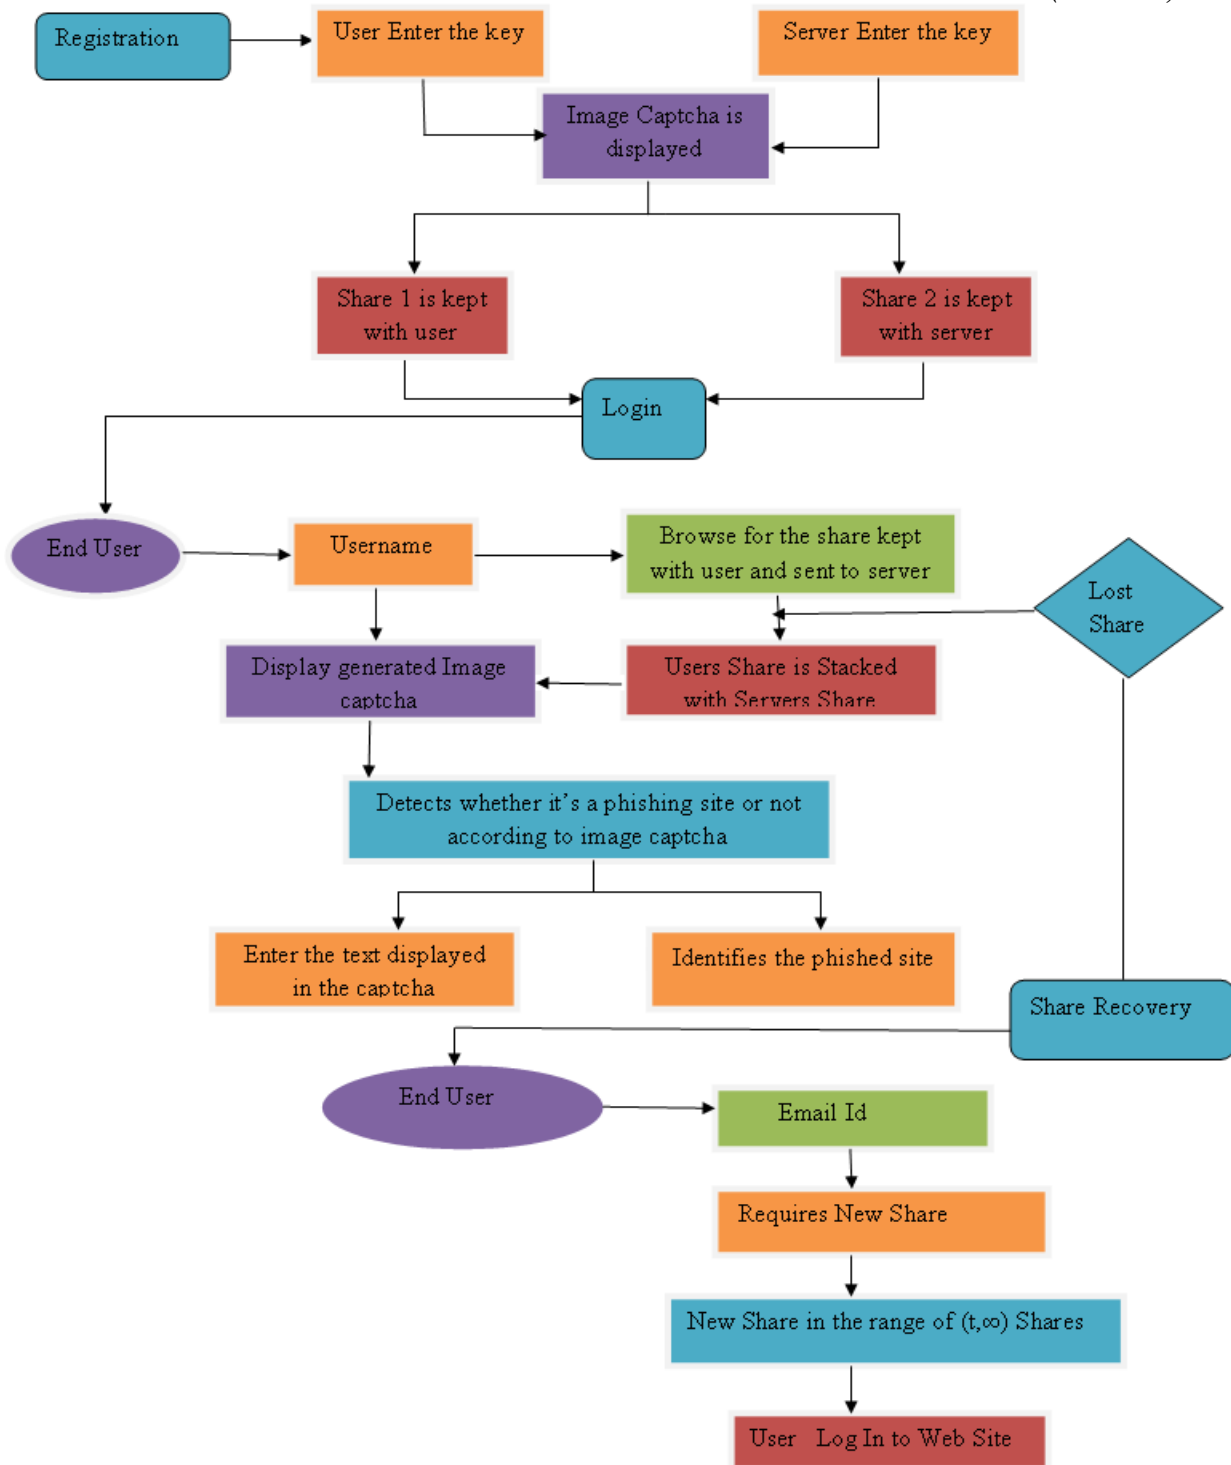 Registration
User Enter the key
Server Enter the key
Image Captcha is
displayed
Share 1 is kept
with user
Share 2 is kept
with server
Login
End User
Username
Browse for the share kept
with user and sent to server
Lost
Share
Display generated Image
captcha
Users Share is Stacked
with Servers Share
Detects whether it's a phishing site or not
according to image captcha
Enter the text displayed
in the captcha
Identifies the phished site
Share Recovery
End User
Email Id
Requires New Share
New Share in the range of (t,∞) Shares
User Log In to Web Site